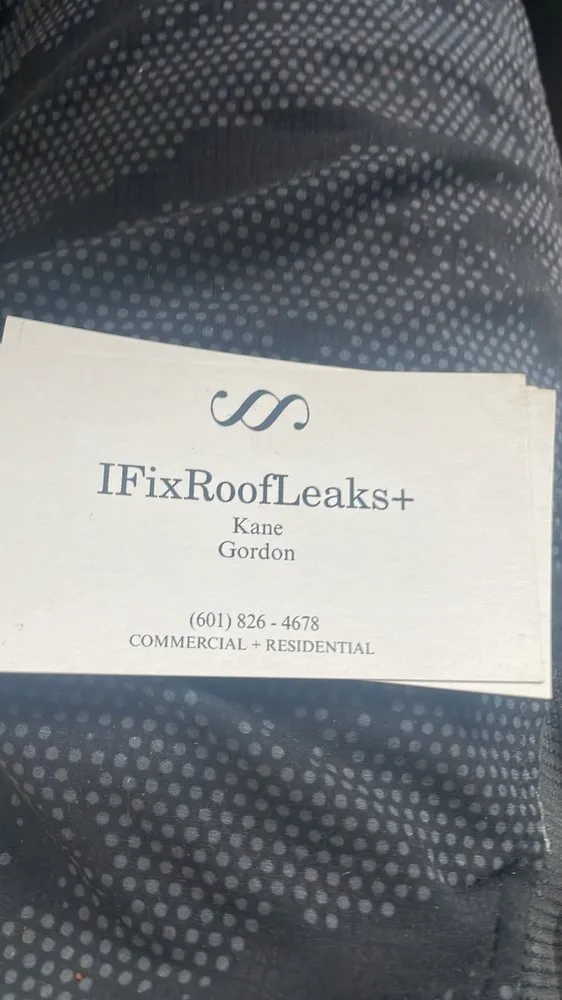 IFixRoofLeaks+
Kane
Gordon
(601) 826 - 4678
COMMERCIAL + RESIDENTIAL